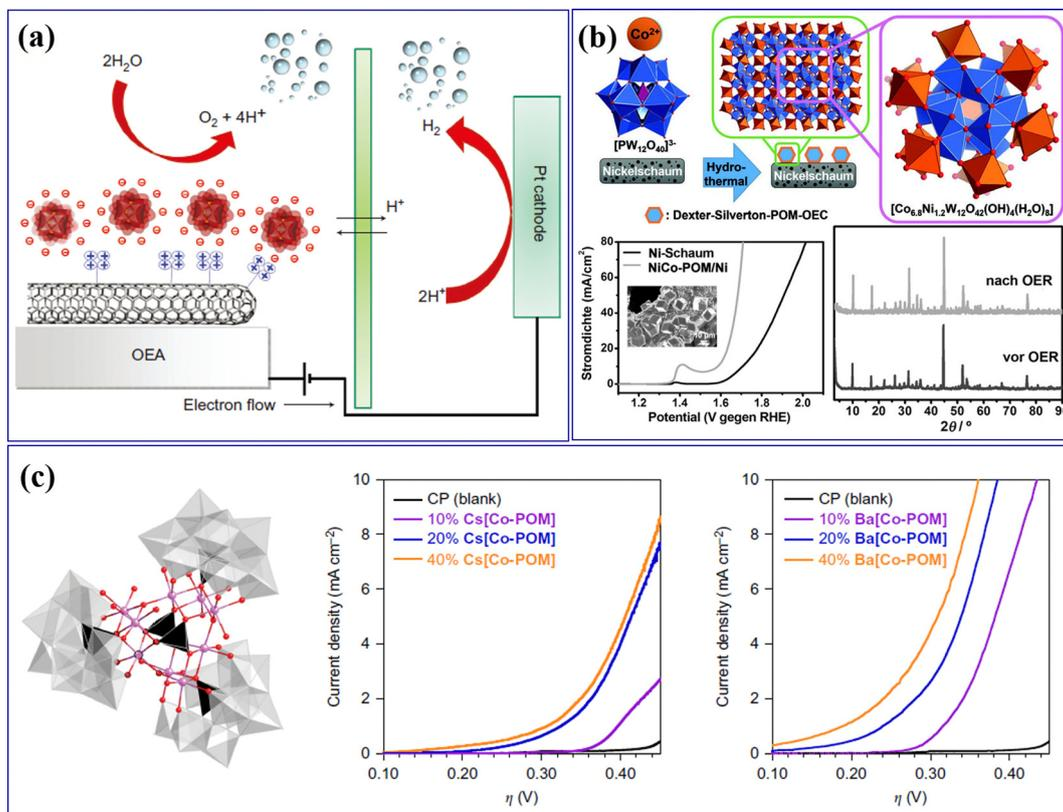 (a)
2H₂O
O₂ + 4H⁺
H₂
H⁺
Pt cathode
2H⁺
OEA
Electron flow
(b)
Co²⁺
[PW₁₂O₄₀]³⁻
Nickelschaum
Hydro-
thermal
Nickelschaum
[Co₆.₈Ni₁.₂W₁₂O₄₂(OH)₄(H₂O)₈]
: Dexter-Silverton-POM-OEC
Stromdichte (mA/cm²)
80
60
40
20
0
Ni-Schaum
NiCo-POM/Ni
10 µm
1.2 1.4 1.6 1.8 2.0
Potential (V gegen RHE)
nach OER
vor OER
10 20 30 40 50 60 70 80 90
2θ / °
(c)
Current density (mA cm⁻²)
10
8
6
4
2
0
CP (blank)
10% Cs[Co-POM]
20% Cs[Co-POM]
40% Cs[Co-POM]
0.10 0.20 0.30 0.40
η (V)
Current density (mA cm⁻²)
10
8
6
4
2
0
CP (blank)
10% Ba[Co-POM]
20% Ba[Co-POM]
40% Ba[Co-POM]
0.10 0.20 0.30 0.40
η (V)